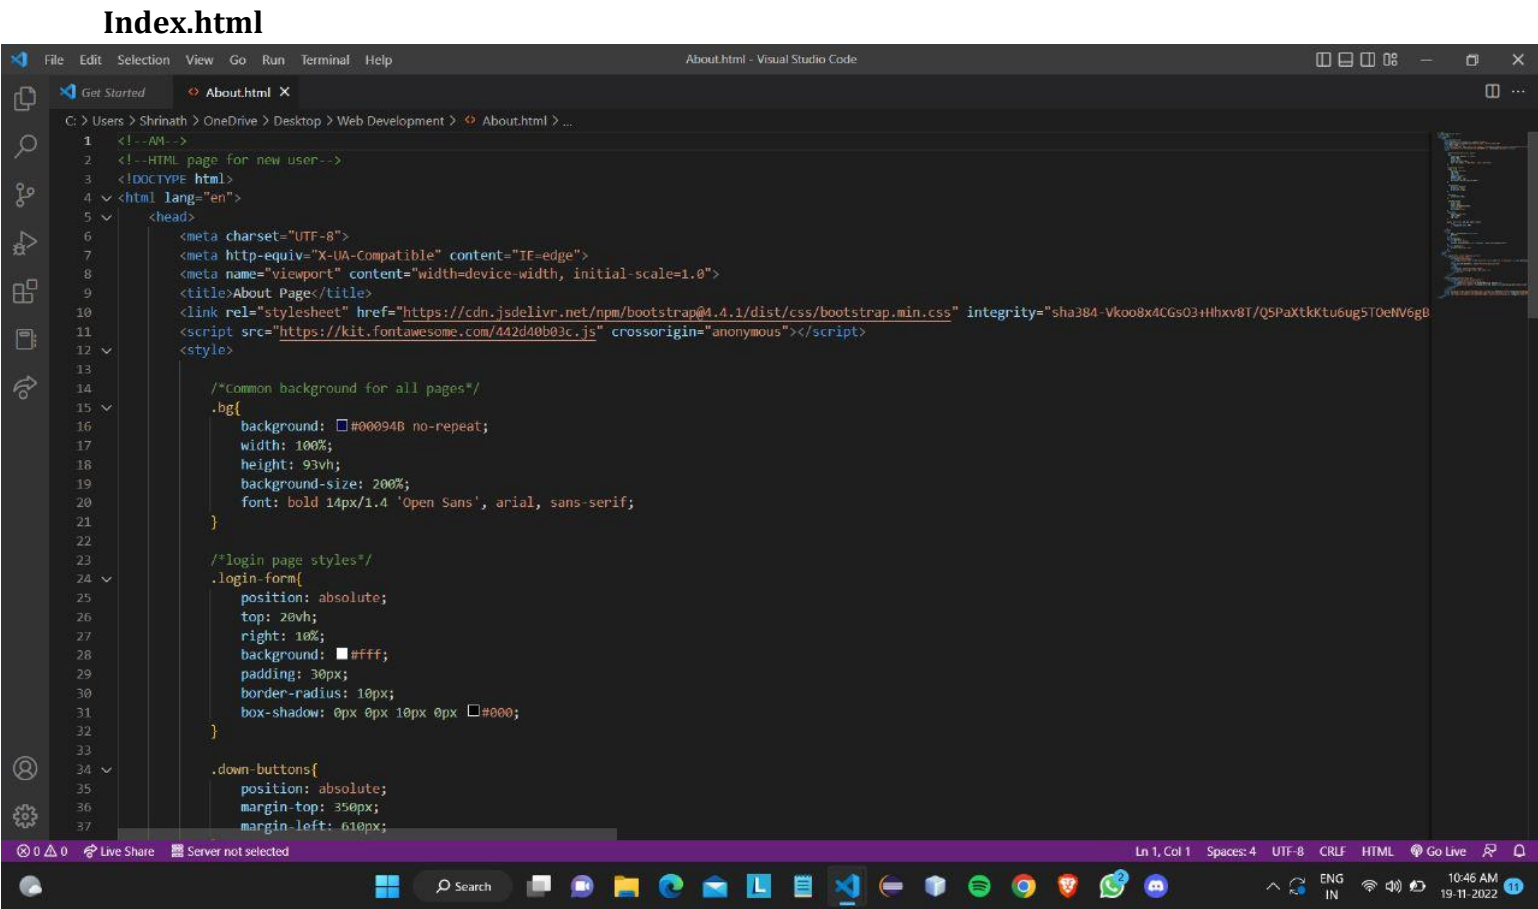 Index.html
File Edit Selection View Go Run Terminal Help
About.html - Visual Studio Code
Get Started
About.html
C: > Users > Shrinath > OneDrive > Desktop > Web Development > About.html > ...
1 <!--AM-->
2 <!--HTML page for new user-->
3 <!DOCTYPE html>
4 <html lang="en">
5 <head>
6 <meta charset="UTF-8">
7 <meta http-equiv="X-UA-Compatible" content="IE=edge">
8 <meta name="viewport" content="width=device-width, initial-scale=1.0">
9 <title>About Page</title>
10 <link rel="stylesheet" href="https://cdn.jsdelivr.net/npm/bootstrap@4.4.1/dist/css/bootstrap.min.css" integrity="sha384-Vkoo8x4CGsO3+Hhxv8T/Q5PaXtkKtu6ug5TOeNV6gB
11 <script src="https://kit.fontawesome.com/442d40b03c.js" crossorigin="anonymous"></script>
12 <style>
13
14 /*Common background for all pages*/
15 .bg{
16 background: #00094B no-repeat;
17 width: 100%;
18 height: 93vh;
19 background-size: 200%;
20 font: bold 14px/1.4 'Open Sans', arial, sans-serif;
21 }
22
23 /*login page styles*/
24 .login-form{
25 position: absolute;
26 top: 20vh;
27 right: 10%;
28 background: #fff;
29 padding: 30px;
30 border-radius: 10px;
31 box-shadow: 0px 0px 10px 0px #000;
32 }
33
34 .down-buttons{
35 position: absolute;
36 margin-top: 350px;
37 margin-left: 610px;
0 0 Live Share Server not selected
Ln 1, Col 1 Spaces: 4 UTF-8 CRLF HTML Go Live
Search
L
2
ENG
IN
10:46 AM
19-11-2022
11